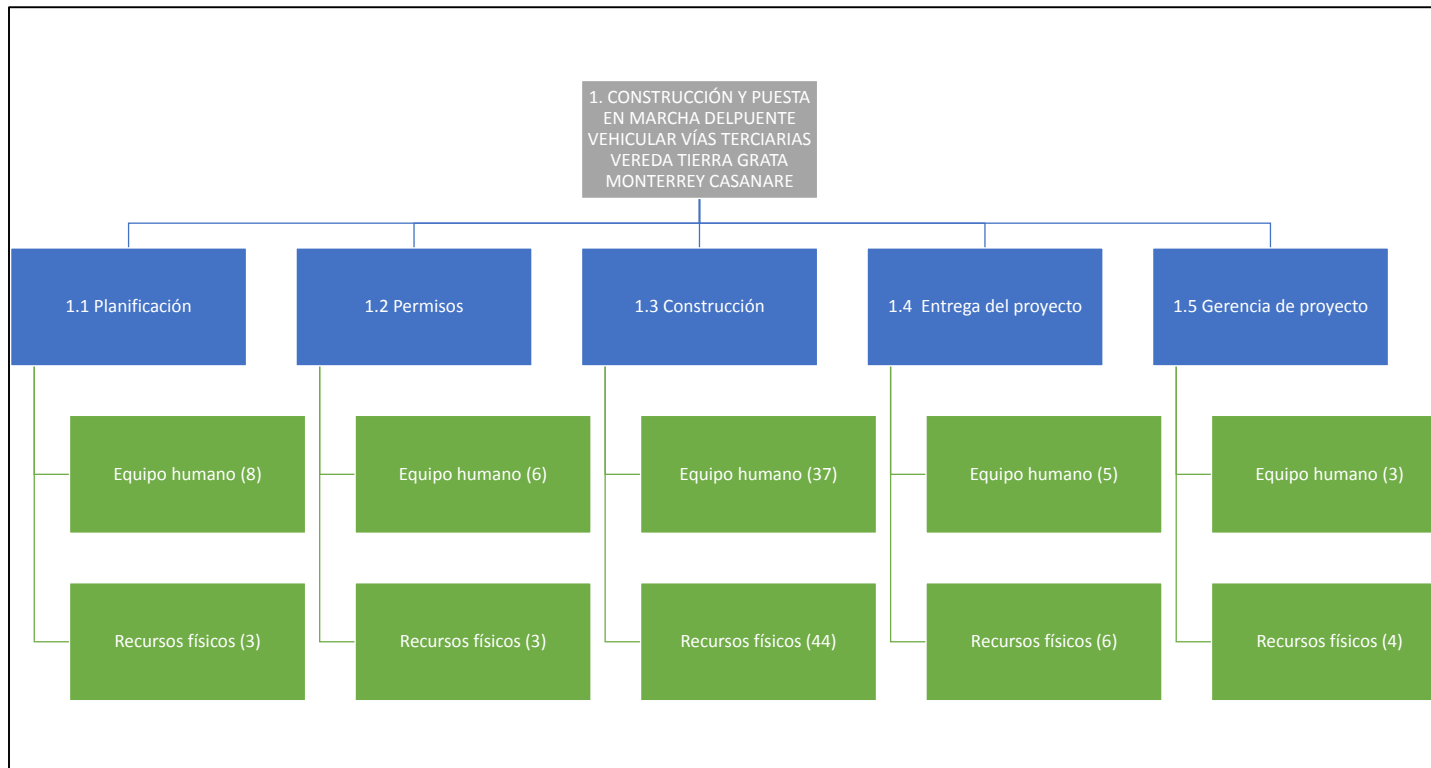 1. CONSTRUCCIÓN Y PUESTA
EN MARCHA DELPUENTE
VEHICULAR VÍAS TERCIARIAS
VEREDA TIERRA GRATA
MONTERREY CASANARE
1.1 Planificación
1.2 Permisos
1.3 Construcción
1.4 Entrega del proyecto
1.5 Gerencia de proyecto
Equipo humano (8)
Equipo humano (6)
Equipo humano (37)
Equipo humano (5)
Equipo humano (3)
Recursos físicos (3)
Recursos físicos (3)
Recursos físicos (44)
Recursos físicos (6)
Recursos físicos (4)